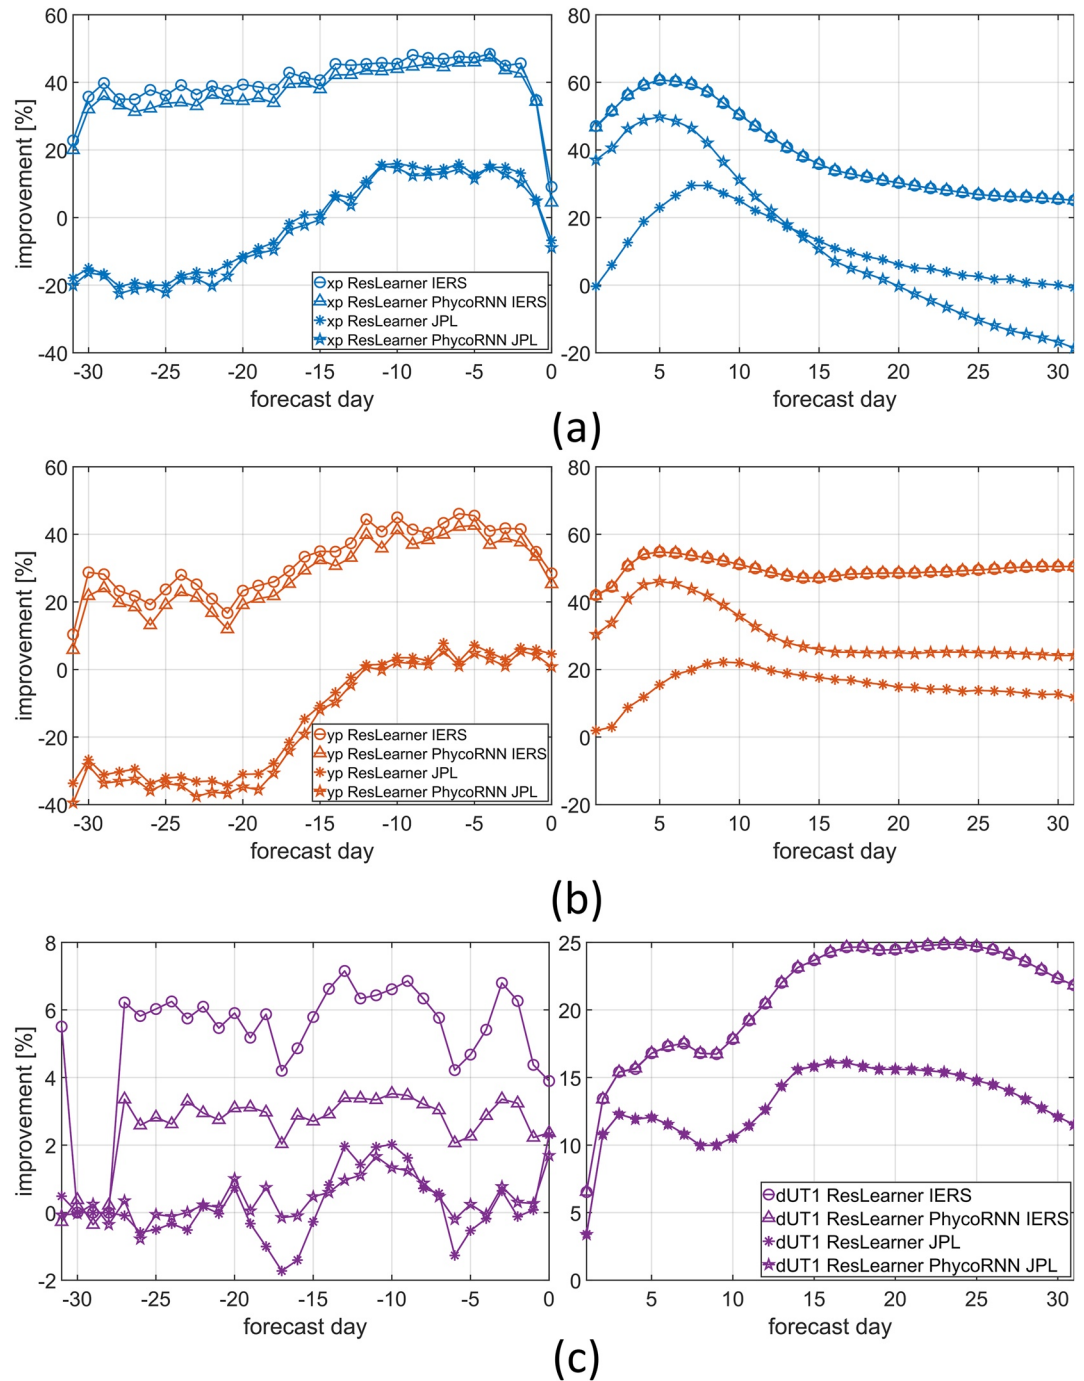 60
40
20
0
-20
-40
improvement [%]
-30 -25 -20 -15 -10 -5 0
forecast day
xp ResLearner IERS
xp ResLearner PhycoRNN IERS
xp ResLearner JPL
xp ResLearner PhycoRNN JPL
80
60
40
20
0
-20
5 10 15 20 25 30
forecast day
(a)
60
40
20
0
-20
-40
improvement [%]
-30 -25 -20 -15 -10 -5 0
forecast day
yp ResLearner IERS
yp ResLearner PhycoRNN IERS
yp ResLearner JPL
yp ResLearner PhycoRNN JPL
80
60
40
20
0
-20
5 10 15 20 25 30
forecast day
(b)
8
6
4
2
0
-2
improvement [%]
-30 -25 -20 -15 -10 -5 0
forecast day
25
20
15
10
5
0
5 10 15 20 25 30
forecast day
dUT1 ResLearner IERS
dUT1 ResLearner PhycoRNN IERS
dUT1 ResLearner JPL
dUT1 ResLearner PhycoRNN JPL
(c)